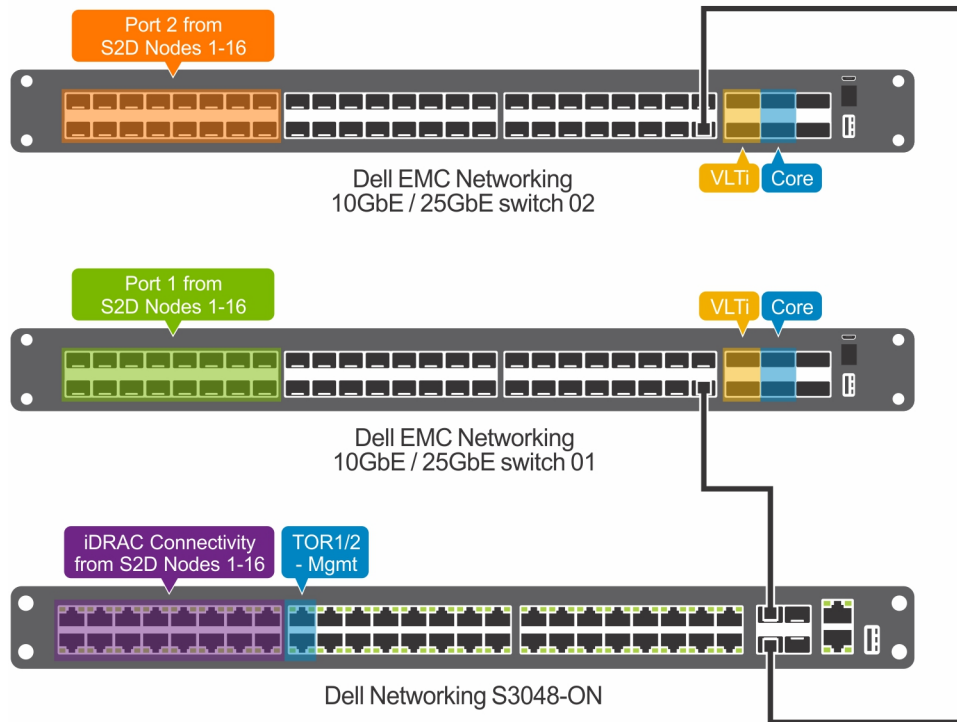 Port 2 from
S2D Nodes 1-16
VLTi
Core
Dell EMC Networking
10GbE / 25GbE switch 02
Port 1 from
S2D Nodes 1-16
VLTi
Core
Dell EMC Networking
10GbE / 25GbE switch 01
iDRAC Connectivity
from S2D Nodes 1-16
TOR1/2
- Mgmt
Dell Networking S3048-ON